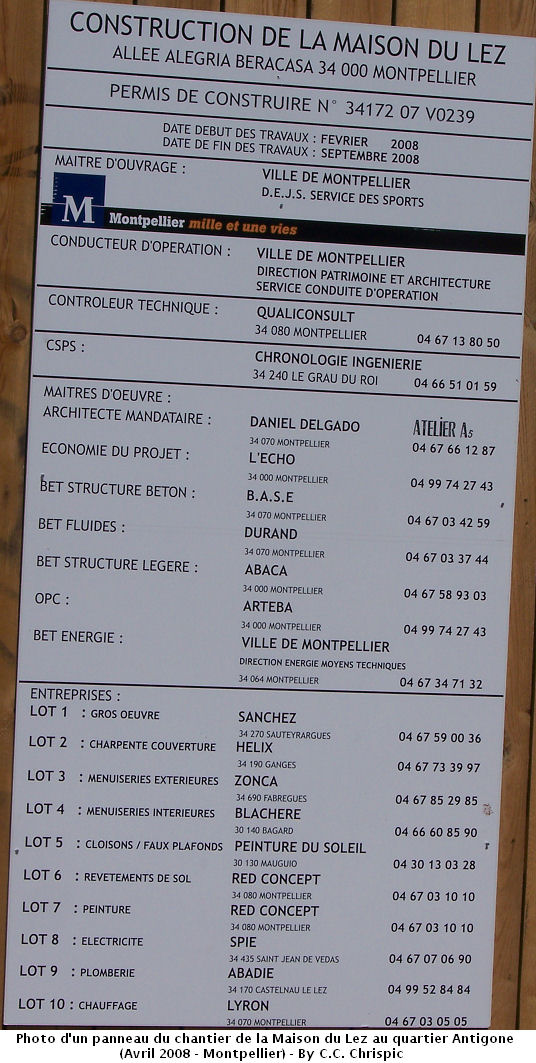 CONSTRUCTION DE LA MAISON DU LEZ
ALLEE ALEGRIA BERACASA 34 000 MONTPELLIER
PERMIS DE CONSTRUIRE N° 34172 07 V0239
DATE DEBUT DES TRAVAUX : FEVRIER 2008
DATE DE FIN DES TRAVAUX : SEPTEMBRE 2008
MAITRE D'OUVRAGE : VILLE DE MONTPELLIER
D.E.J.S. SERVICE DES SPORTS
M
Montpellier mille et une vies
CONDUCTEUR D'OPERATION : VILLE DE MONTPELLIER
DIRECTION PATRIMOINE ET ARCHITECTURE
SERVICE CONDUITE D'OPERATION
CONTROLEUR TECHNIQUE : QUALICONSULT
34 080 MONTPELLIER 04 67 13 80 50
CSPS : CHRONOLOGIE INGENIERIE
34 240 LE GRAU DU ROI 04 66 51 01 59
MAITRES D'OEUVRE :
ARCHITECTE MANDATAIRE : DANIEL DELGADO ATELIER A5
34 070 MONTPELLIER 04 67 66 12 87
ECONOMIE DU PROJET : L'ECHO
34 000 MONTPELLIER 04 99 74 27 43
BET STRUCTURE BETON : B.A.S.E
34 070 MONTPELLIER 04 67 03 42 59
BET FLUIDES : DURAND
34 070 MONTPELLIER 04 67 03 37 44
BET STRUCTURE LEGERE : ABACA
34 000 MONTPELLIER 04 67 58 93 03
OPC : ARTEBA
34 000 MONTPELLIER 04 99 74 27 43
BET ENERGIE : VILLE DE MONTPELLIER
DIRECTION ENERGIE MOYENS TECHNIQUES
34 064 MONTPELLIER 04 67 34 71 32
ENTREPRISES :
LOT 1 : GROS OEUVRE SANCHEZ
34 270 SAUTEYRARGUES 04 67 59 00 36
LOT 2 : CHARPENTE COUVERTURE HELIX
34 190 GANGES 04 67 73 39 97
LOT 3 : MENUISERIES EXTERIEURES ZONCA
34 690 FABREGUES 04 67 85 29 85
LOT 4 : MENUISERIES INTERIEURES BLACHERE
30 140 BAGARD 04 66 60 85 90
LOT 5 : CLOISONS / FAUX PLAFONDS PEINTURE DU SOLEIL
30 130 MAUGUIO 04 30 13 03 28
LOT 6 : REVETEMENTS DE SOL RED CONCEPT
34 080 MONTPELLIER 04 67 03 10 10
LOT 7 : PEINTURE RED CONCEPT
34 080 MONTPELLIER 04 67 03 10 10
LOT 8 : ELECTRICITE SPIE
34 435 SAINT JEAN DE VEDAS 04 67 07 06 90
LOT 9 : PLOMBERIE ABADIE
34 170 CASTELNAU LE LEZ 04 99 52 84 84
LOT 10 : CHAUFFAGE LYRON
34 070 MONTPELLIER 04 67 03 05 05
Photo d'un panneau du chantier de la Maison du Lez au quartier Antigone
(Avril 2008 - Montpellier) - By C.C. Chrispic